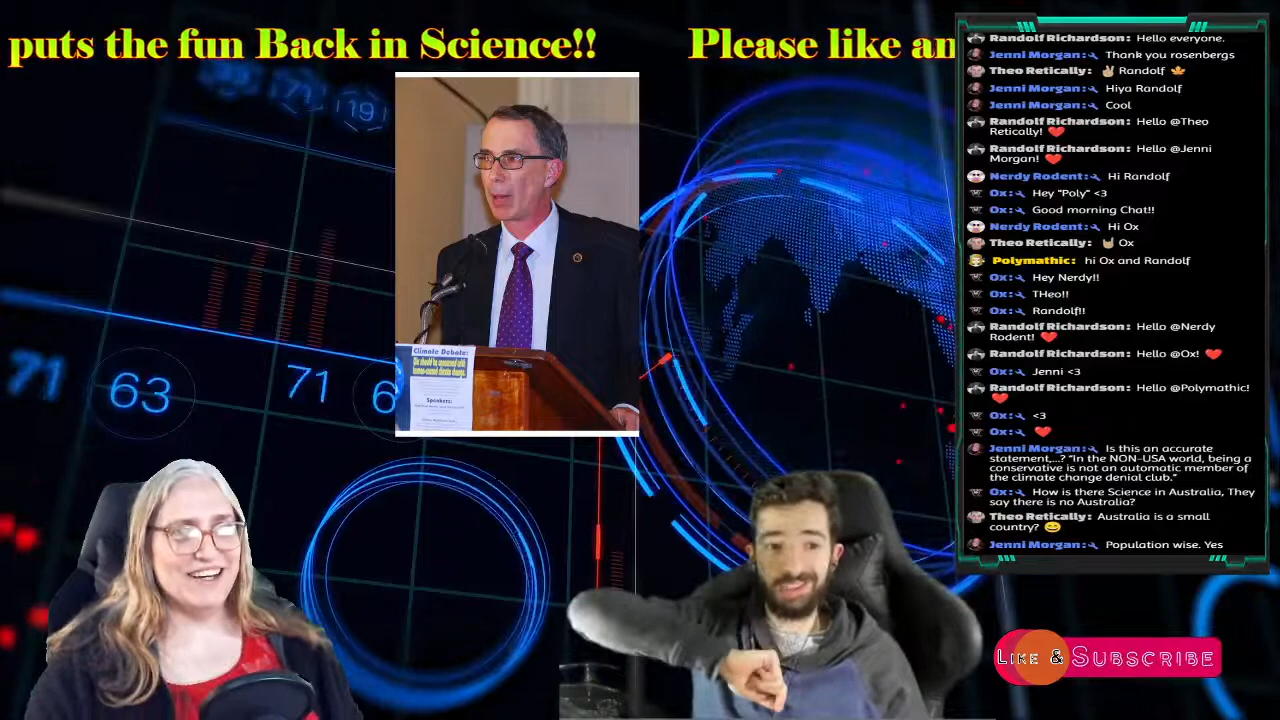 puts the fun Back in Science!!
Please like an
19
71
63
71
6
Climate Debate:
Speakers:
Randolf Richardson: Hello everyone.
Jenni Morgan: Thank you rosenbergs
Theo Retically: ✌🏼 Randolf 🍁
Jenni Morgan: Hiya Randolf
Jenni Morgan: Cool
Randolf Richardson: Hello @Theo
Retically! ❤️
Randolf Richardson: Hello @Jenni
Morgan! ❤️
Nerdy Rodent: Hi Randolf
Ox: Hey "Poly" <3
Ox: Good morning Chat!!
Nerdy Rodent: Hi Ox
Theo Retically: 🤘🏼 Ox
Polymathic: hi Ox and Randolf
Ox: Hey Nerdy!!
Ox: THeo!!
Ox: Randolf!!
Randolf Richardson: Hello @Nerdy
Rodent! ❤️
Randolf Richardson: Hello @Ox! ❤️
Ox: Jenni <3
Randolf Richardson: Hello @Polymathic!
❤️
Ox: <3
Ox: ❤️
Jenni Morgan: Is this an accurate
statement...? "In the NON-USA world, being a
conservative is not an automatic member of
the climate change denial club."
Ox: How is there Science in Australia, They
say there is no Australia?
Theo Retically: Australia is a small
country? 😄
Jenni Morgan: Population wise. Yes
LIKE & SUBSCRIBE